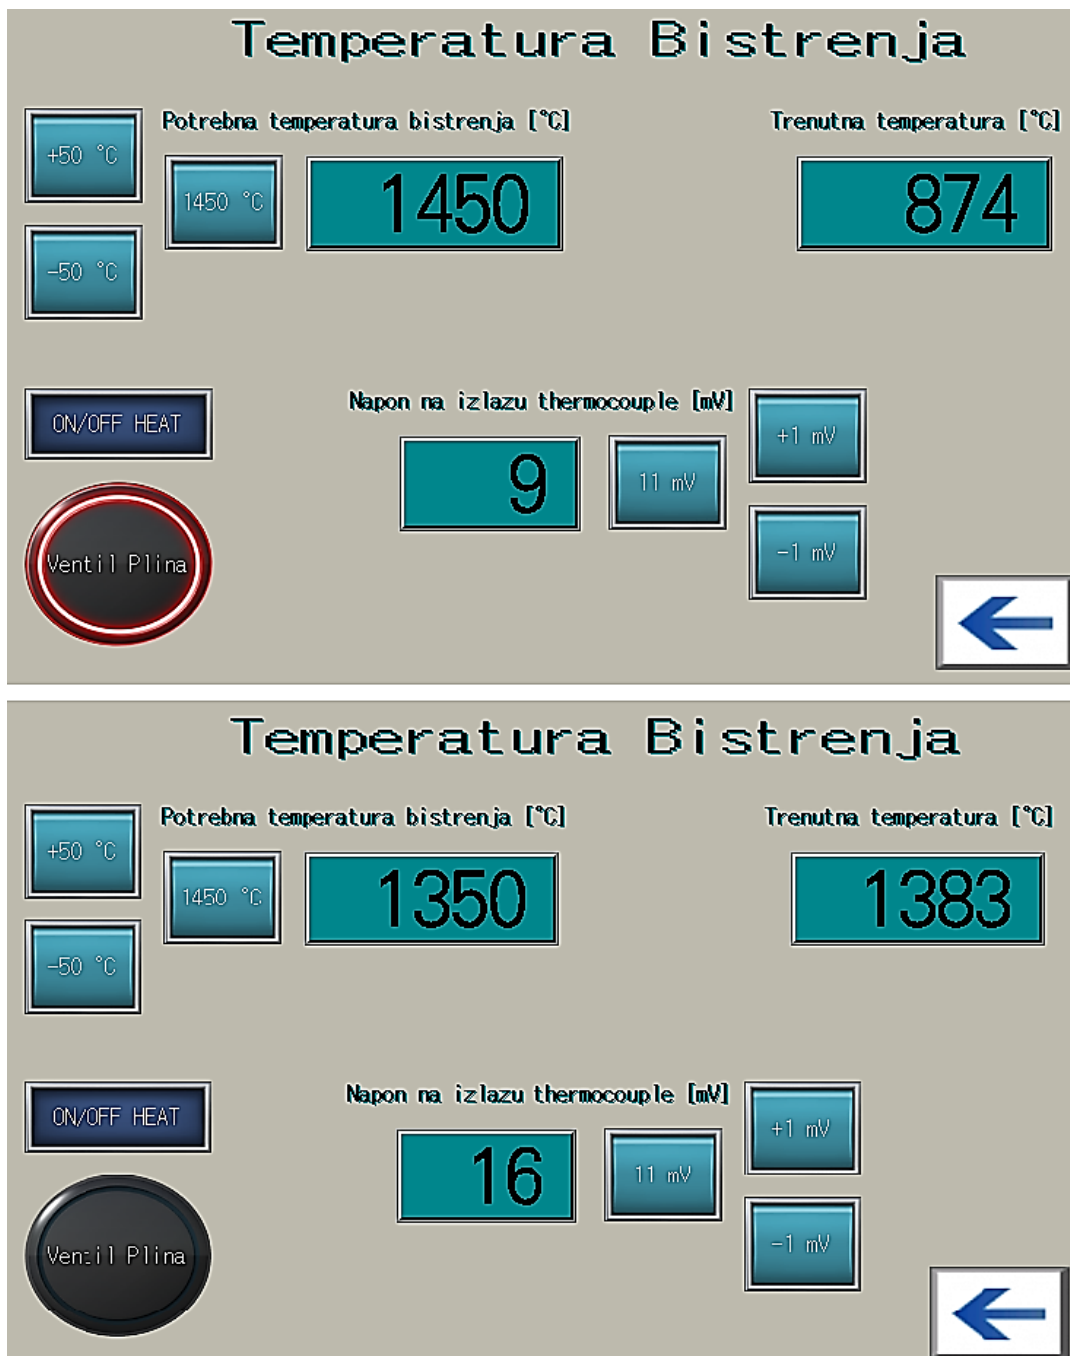 Temperatura Bistrenja
Potrebna temperatura bistrenja [°C]
Trenutna temperatura [°C]
+50 °C
1450 °C
1450
874
-50 °C
Napon na izlazu thermocouple [mV]
ON/OFF HEAT
+1 mV
9
11 mV
Ventil Plina
-1 mV
Temperatura Bistrenja
Potrebna temperatura bistrenja [°C]
Trenutna temperatura [°C]
+50 °C
1450 °C
1350
1383
-50 °C
Napon na izlazu thermocouple [mV]
ON/OFF HEAT
+1 mV
16
11 mV
Ventil Plina
-1 mV